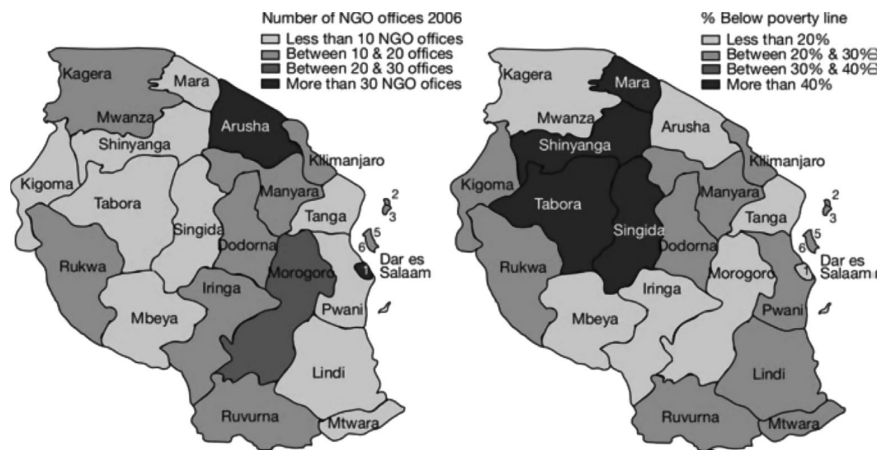 Number of NGO offices 2006
Less than 10 NGO offices
Between 10 & 20 offices
Between 20 & 30 offices
More than 30 NGO ofices
Kagera
Mara
Mwanza
Arusha
Shinyanga
Kilimanjaro
Kigoma
Manyara
Tabora
Tanga
2
3
Singida
5
6
Dodorna
Dar es
Salaam
1
Rukwa
Morogoro
Iringa
Pwani
Mbeya
Lindi
Ruvurna
Mtwara
% Below poverty line
Less than 20%
Between 20% & 30%
Between 30% & 40%
More than 40%
Kagera
Mara
Mwanza
Arusha
Shinyanga
Kilimanjaro
Kigoma
Manyara
Tabora
Tanga
2
3
Singida
5
6
Dodorna
Dar es
Salaam
1
Rukwa
Morogoro
Iringa
Pwani
Mbeya
Lindi
Ruvurna
Mtwara